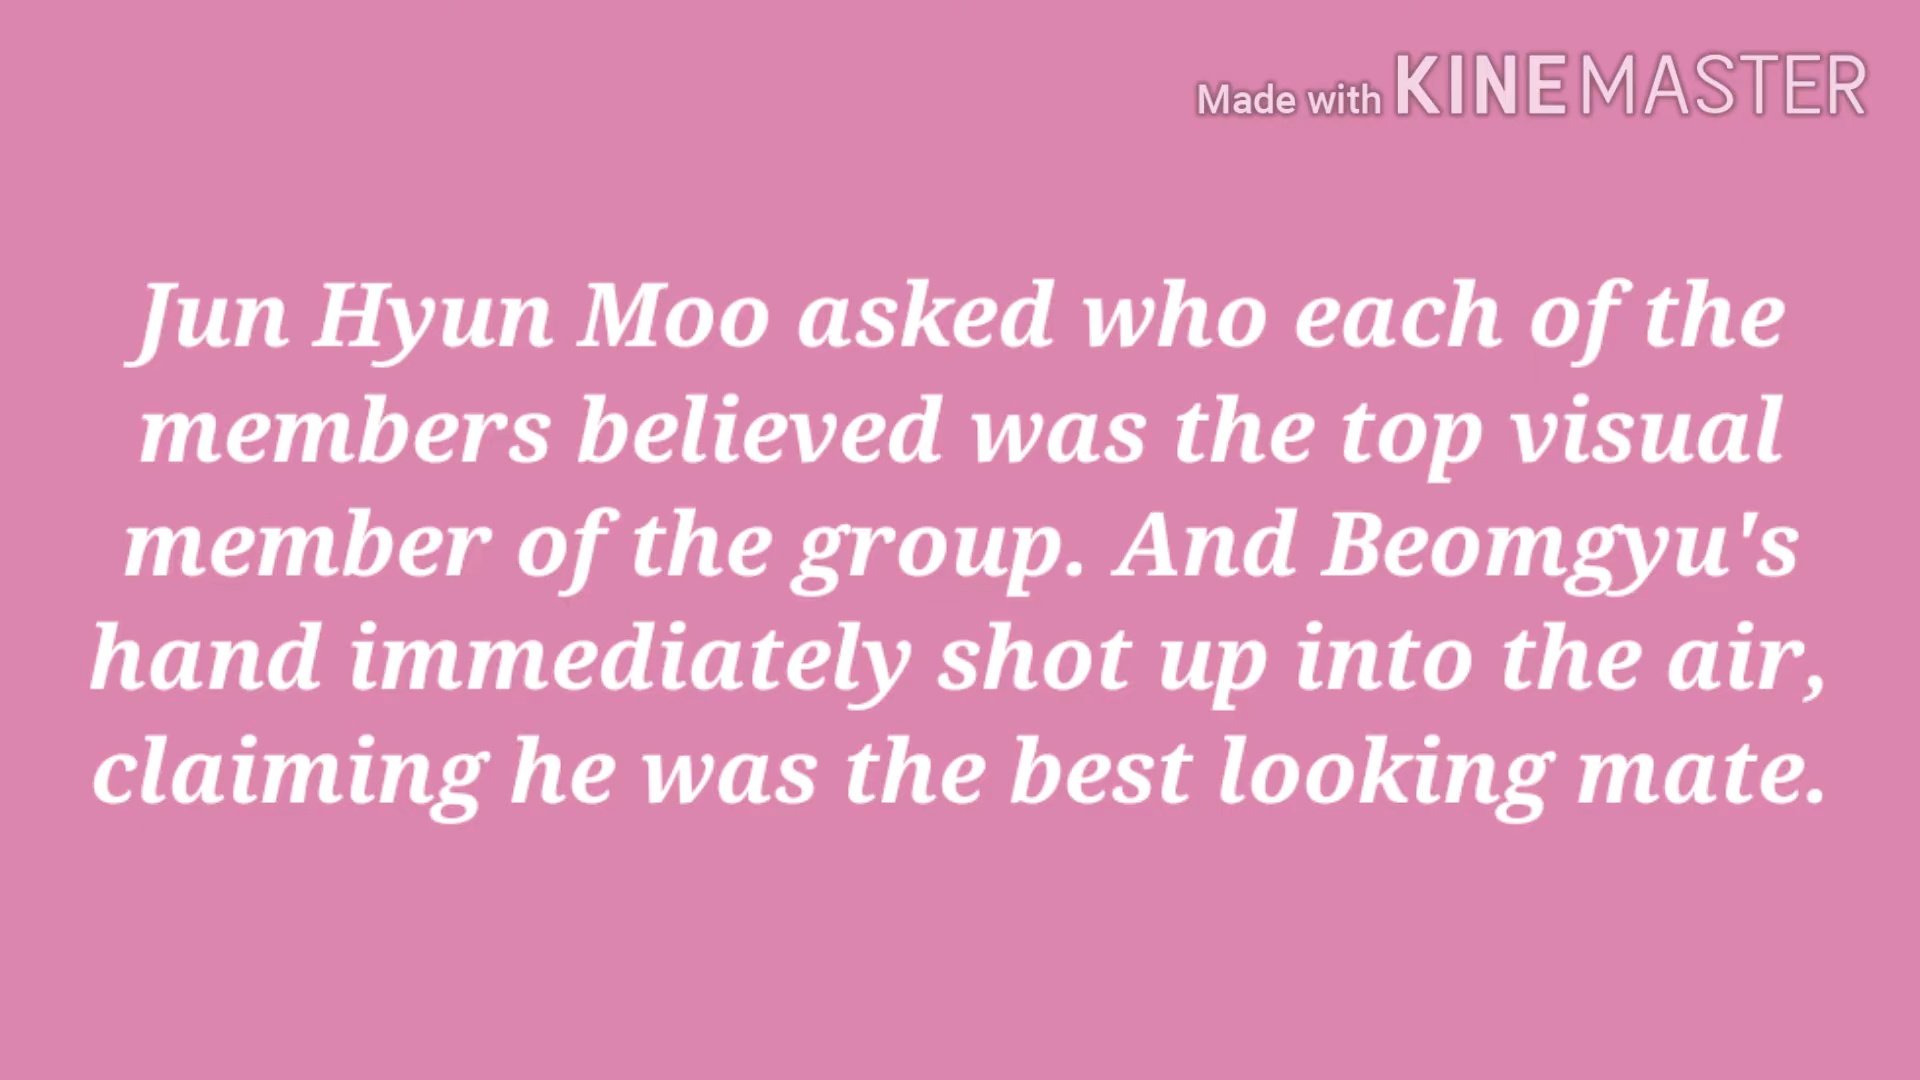 Made with KINEMASTER
Jun Hyun Moo asked who each of the
members believed was the top visual
member of the group. And Beomgyu's
hand immediately shot up into the air,
claiming he was the best looking mate.